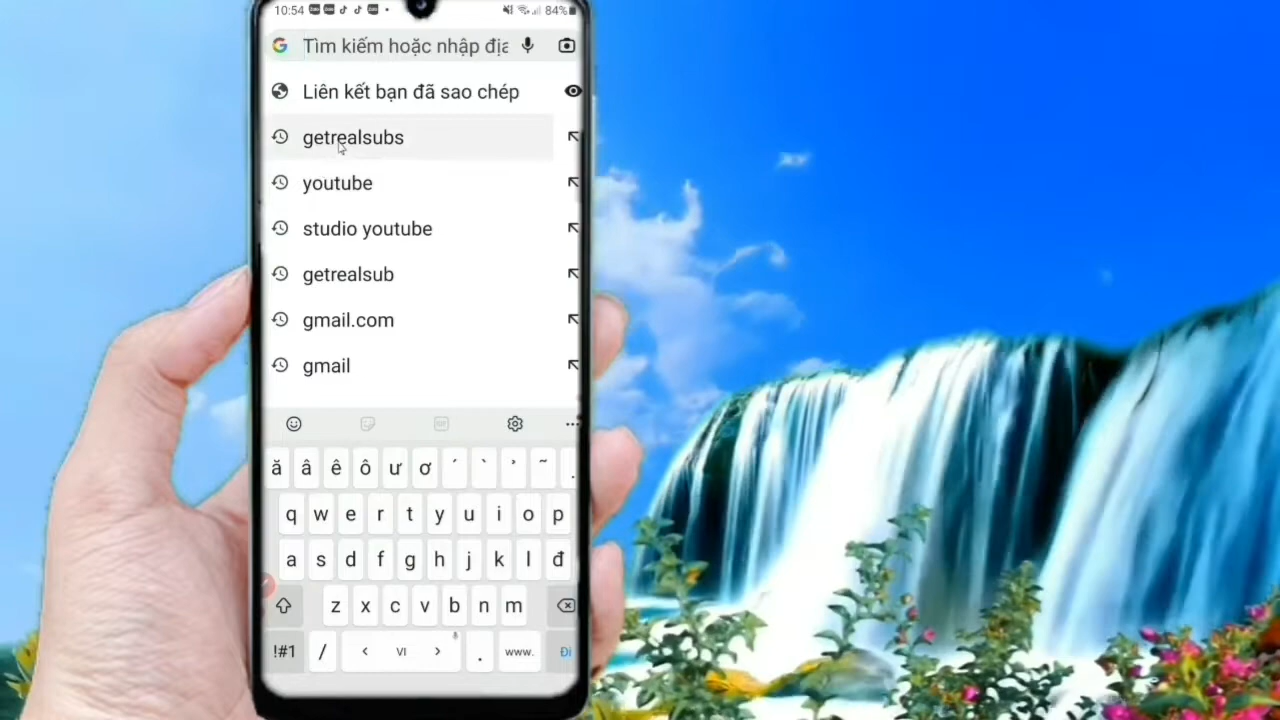 10:54 84%
Tìm kiếm hoặc nhập địa
Liên kết bạn đã sao chép
getrealsubs
youtube
studio youtube
getrealsub
gmail.com
gmail
ă â ê ô ư ơ ´ ` ̉ ~ .
q w e r t y u i o p
a s d f g h j k l đ
z x c v b n m
!#1 / < VI > . www. Đi